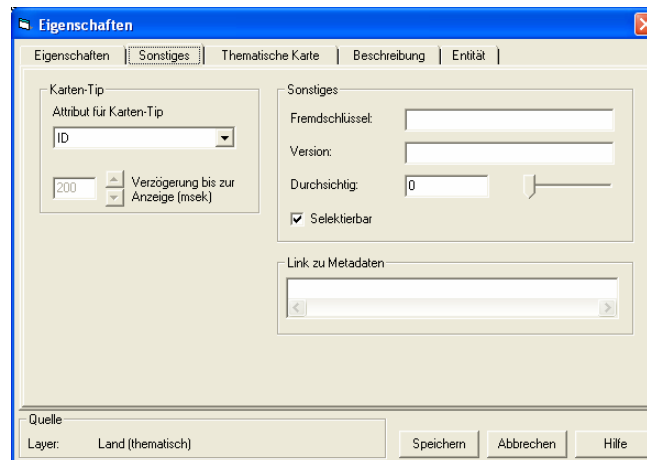 Eigenschaften
Eigenschaften Sonstiges Thematische Karte Beschreibung Entität
Karten-Tip
Attribut für Karten-Tip
ID
200
Verzögerung bis zur
Anzeige (msek)
Sonstiges
Fremdschlüssel:
Version:
Durchsichtig: 0
Selektierbar
Link zu Metadaten
Quelle
Layer: Land (thematisch)
Speichern Abbrechen Hilfe